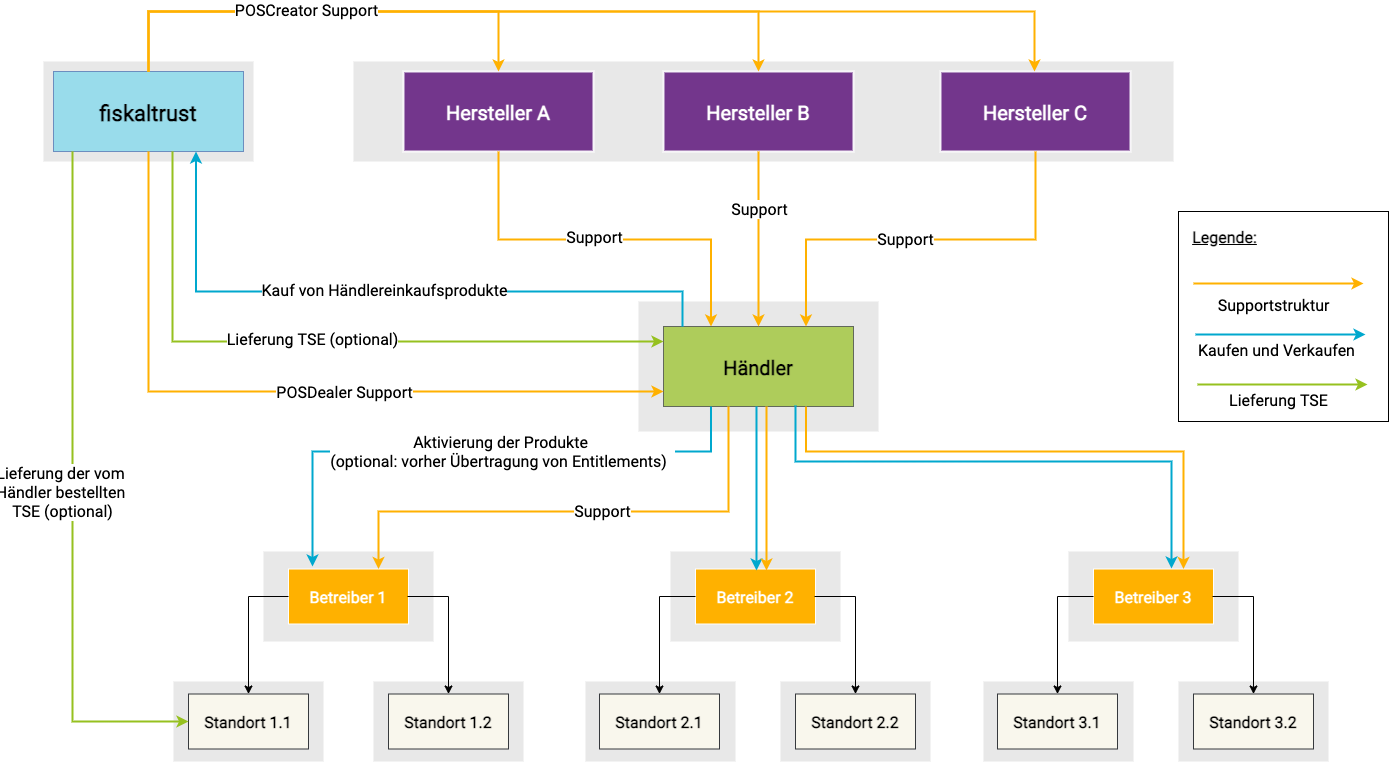 POSCreator Support
fiskaltrust
Hersteller A
Hersteller B
Hersteller C
Support
Support
Support
Legende:
Supportstruktur
Kaufen und Verkaufen
Lieferung TSE
Kauf von Händlereinkaufsprodukte
Lieferung TSE (optional)
Händler
POSDealer Support
Aktivierung der Produkte
(optional: vorher Übertragung von Entitlements)
Lieferung der vom
Händler bestellten
TSE (optional)
Support
Betreiber 1
Betreiber 2
Betreiber 3
Standort 1.1
Standort 1.2
Standort 2.1
Standort 2.2
Standort 3.1
Standort 3.2